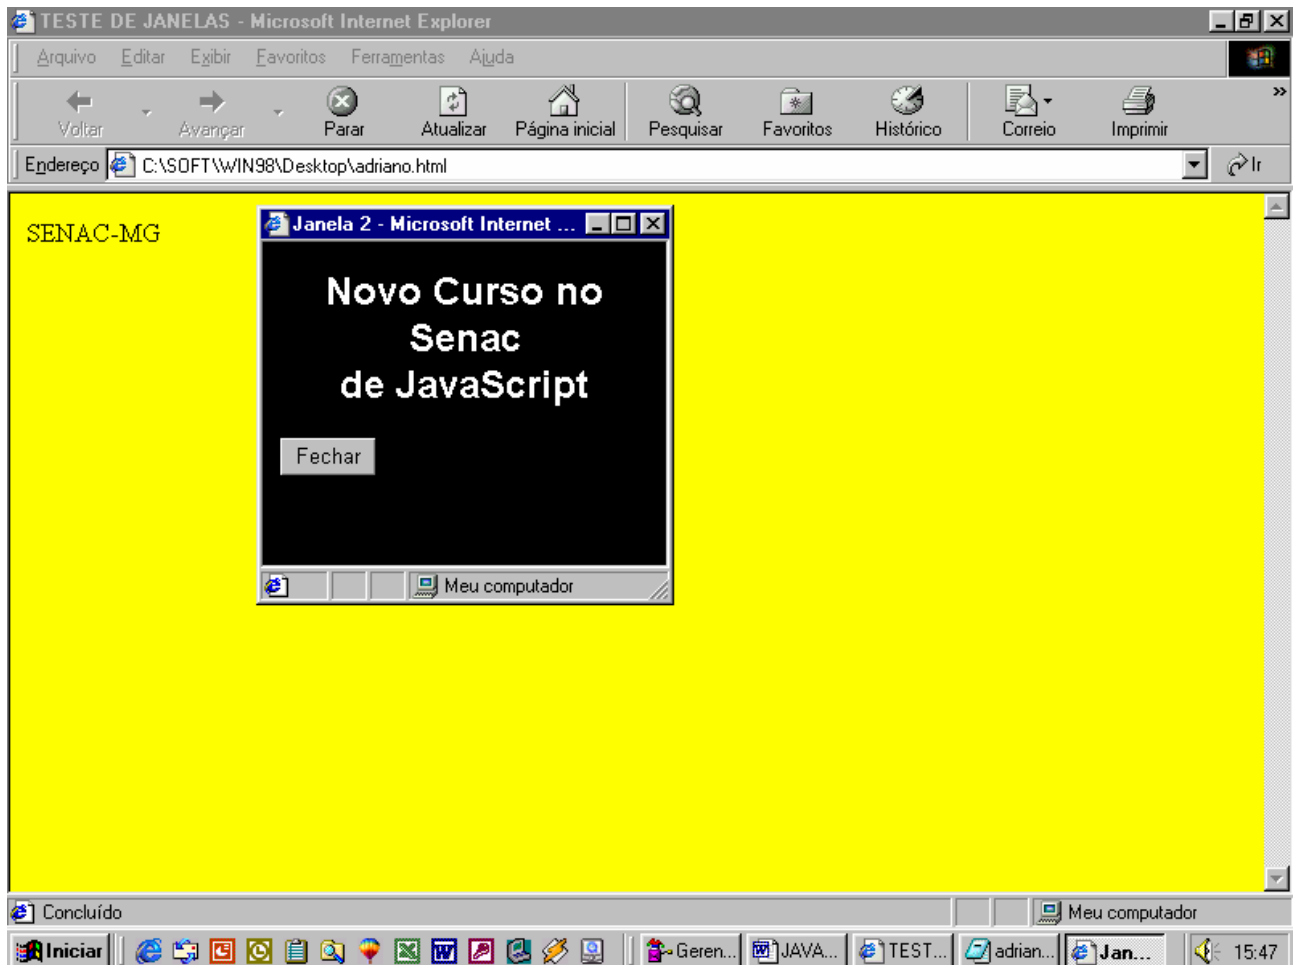 TESTE DE JANELAS - Microsoft Internet Explorer
Arquivo Editar Exibir Favoritos Ferramentas Ajuda
Voltar Avançar Parar Atualizar Página inicial Pesquisar Favoritos Histórico Correio Imprimir »
Endereço C:\SOFT\WIN98\Desktop\adriano.html Ir
SENAC-MG
Janela 2 - Microsoft Internet ...
Novo Curso no
Senac
de JavaScript
Fechar
Meu computador
Concluído Meu computador
Iniciar Geren... JAVA... TEST... adrian... Jan... 15:47